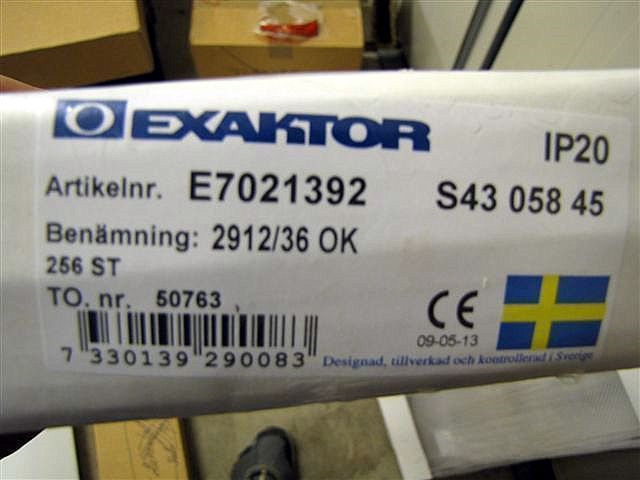 EXAKTOR
IP20
Artikelnr. E7021392 S43 058 45
Benämning: 2912/36 OK
256 ST
TO. nr. 50763
CE
09-05-13
7 330139 290083
Designad, tillverkad och kontrollerad i Sverige